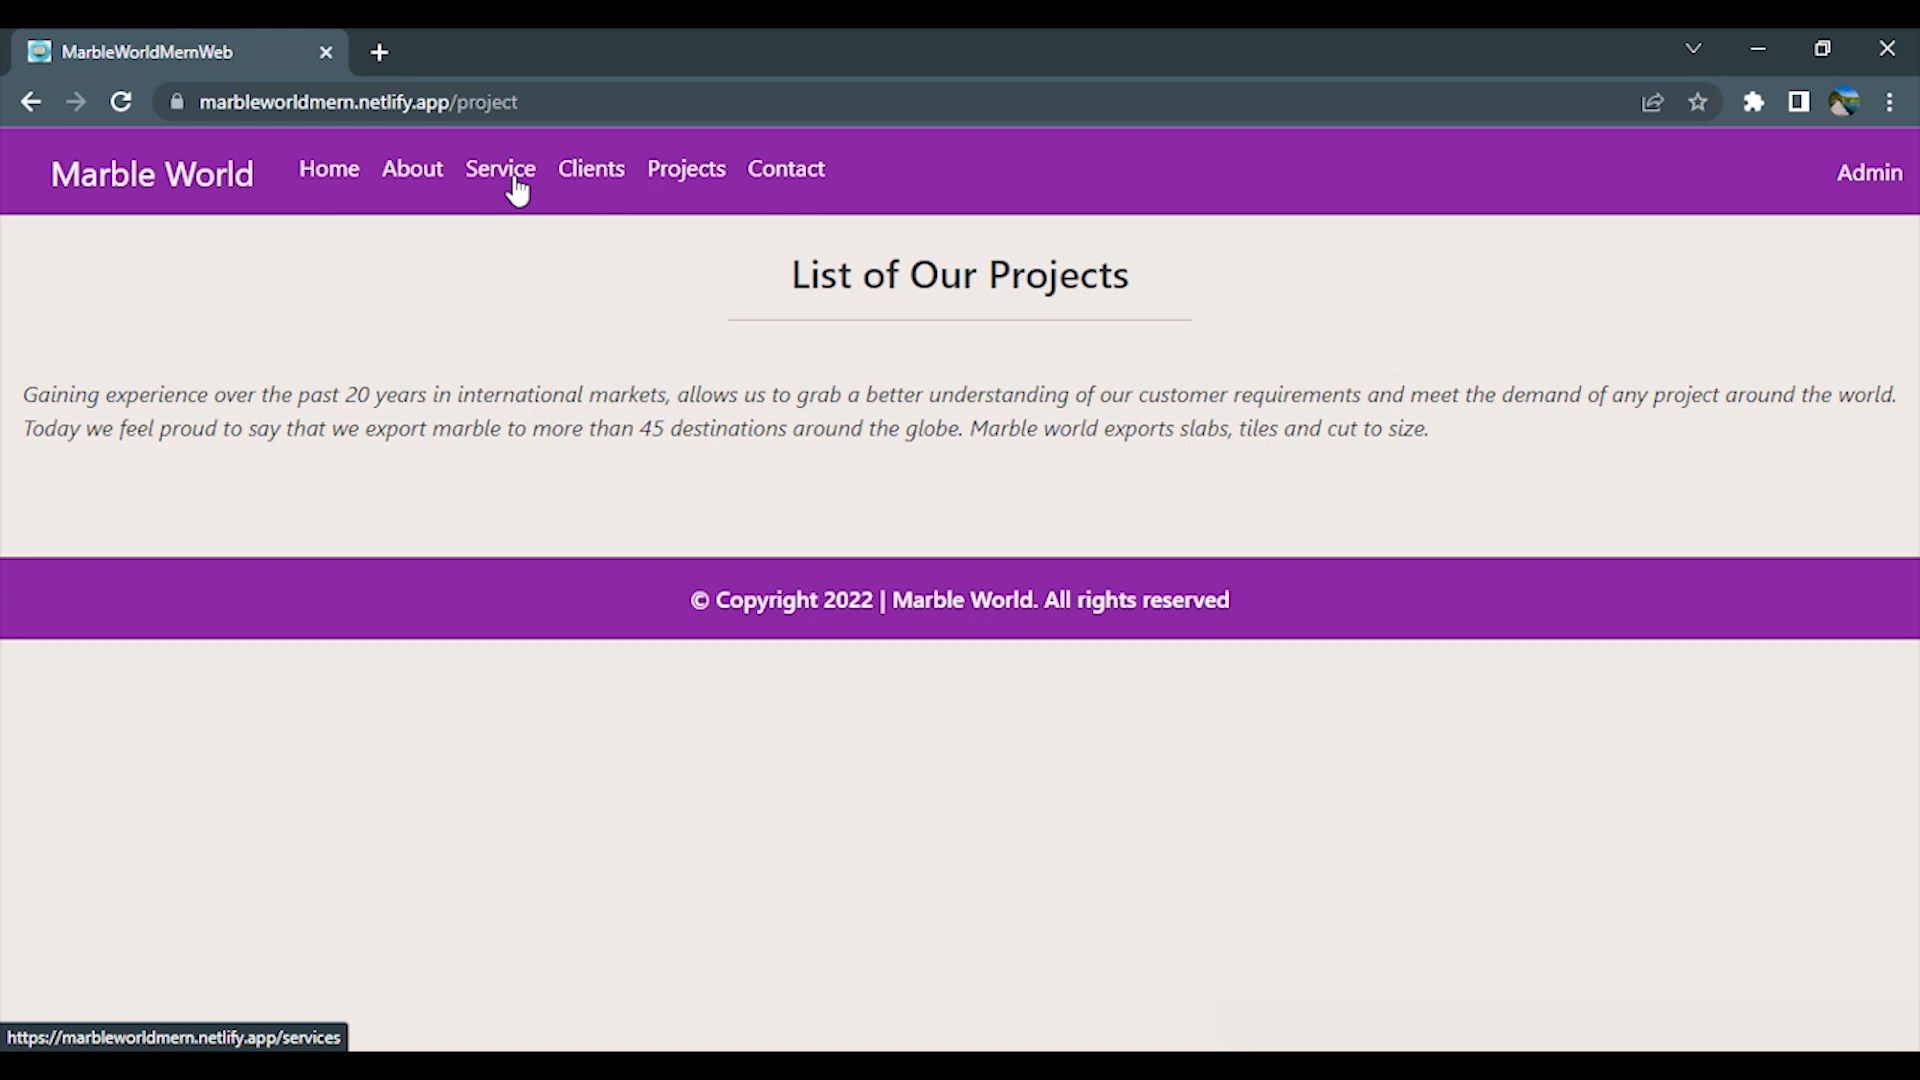 MarbleWorldMernWeb
marbleworldmern.netlify.app/project
Marble World Home About Service Clients Projects Contact Admin
List of Our Projects
Gaining experience over the past 20 years in international markets, allows us to grab a better understanding of our customer requirements and meet the demand of any project around the world.
Today we feel proud to say that we export marble to more than 45 destinations around the globe. Marble world exports slabs, tiles and cut to size.
© Copyright 2022 | Marble World. All rights reserved
https://marbleworldmern.netlify.app/services